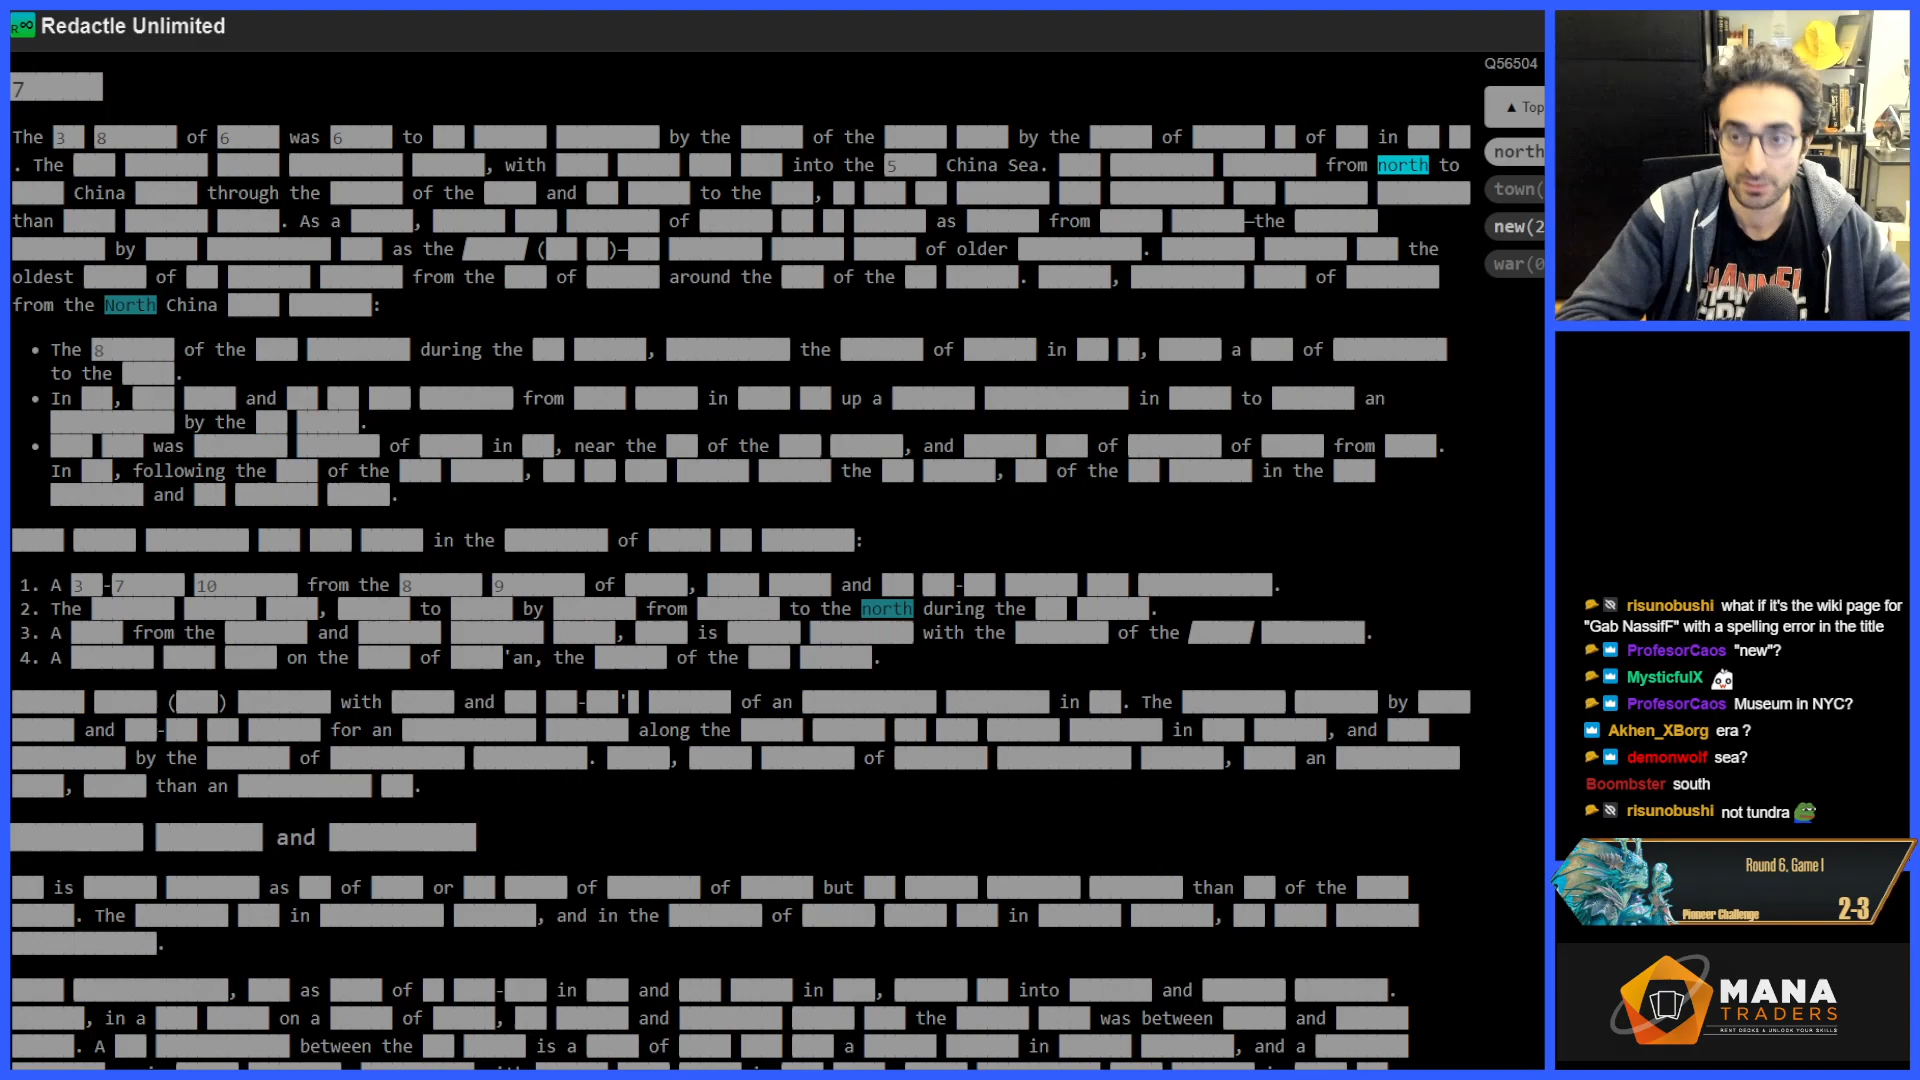 Redactle Unlimited
Q56504
7
▲ Top
north
town(
new(2
war(0
The 3 8 of 6 was 6 to by the of the by the of of in
. The , with into the 5 China Sea. from north to
China through the of the and to the ,
than . As a , of as from —the
by as the ( )— of older . the
oldest of from the of around the of the . , of
from the North China :
• The 8 of the during the , the of in , a of
to the .
• In , and from in up a in to an
by the .
• was of in , near the of the , and of of from .
In , following the of the , the , of the in the
and .
in the of :
1. A 3 -7 10 from the 8 9 of , and - .
2. The , to by from to the north during the .
3. A from the and , is with the of the .
4. A on the of 'an, the of the .
( ) with and - ' of an in . The by
and - for an along the in , and
by the of . , of , an
, than an .
and
is as of or of of but than of the
. The in , and in the of in ,
.
, as of - in and in , into and .
, in a on a of , and the was between and
. A between the is a of a in , and a
risunobushi what if it's the wiki page for
"Gab NassifF" with a spelling error in the title
ProfesorCaos "new"?
MysticfulX
ProfesorCaos Museum in NYC?
Akhen_XBorg era ?
demonwolf sea?
Boombster south
risunobushi not tundra
Round 6, Game 1
Pioneer Challenge 2-3
MANA
TRADERS
RENT DECKS & UNLOCK YOUR SKILLS
CHANNEL